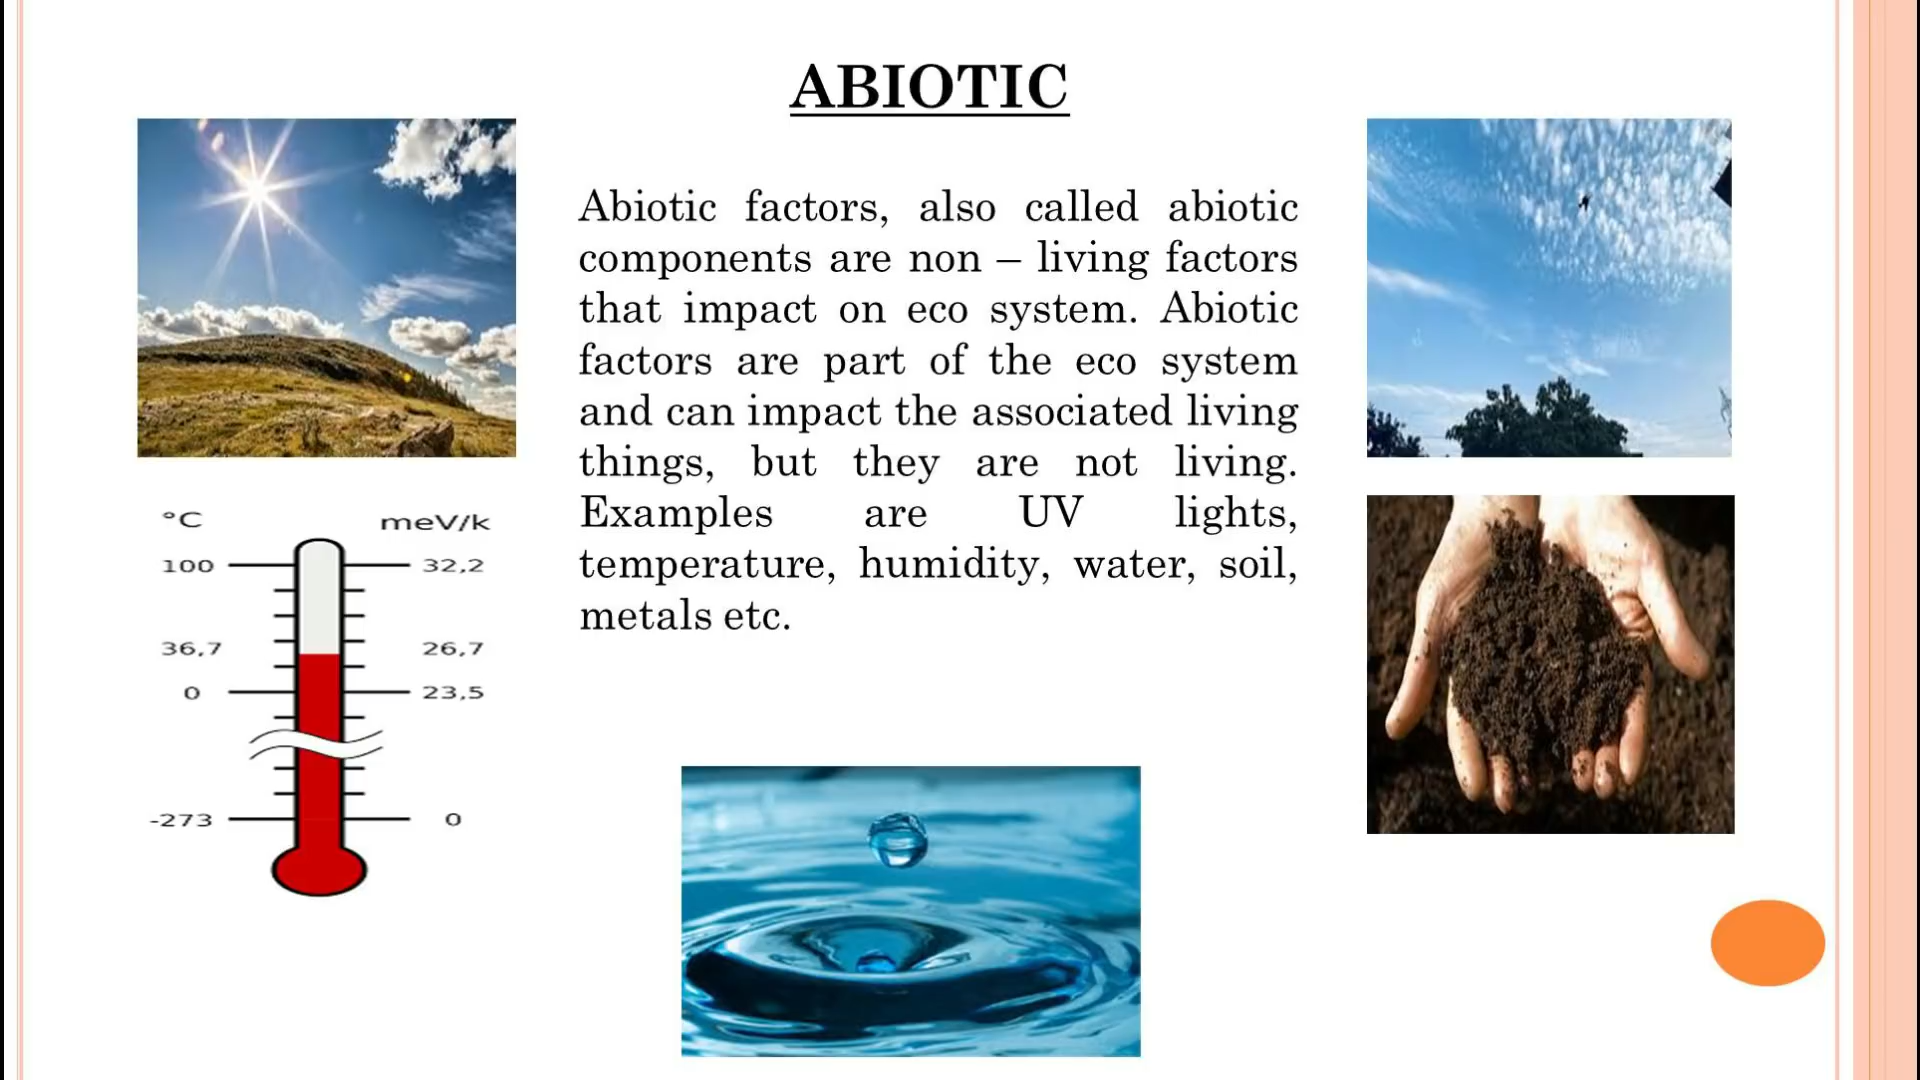 ABIOTIC
Abiotic factors, also called abiotic
components are non – living factors
that impact on eco system. Abiotic
factors are part of the eco system
and can impact the associated living
things, but they are not living.
Examples are UV lights,
temperature, humidity, water, soil,
metals etc.
°C meV/k
100 32,2
36,7 26,7
0 23,5
-273 0